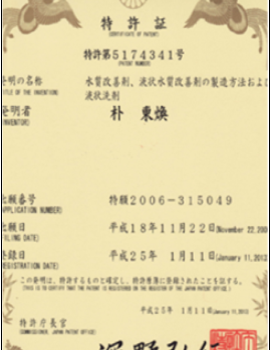 特許証
(CERTIFICATE OF PATENT)
特許第5174341号
PATENT NUMBER
発明の名称 水質改善剤、液状水質改善剤の製造方法およ
TITLE OF THE INVENTION) 液状洗剤
発明者 朴 東煥
INVENTOR)
出願番号 特願2006-315049
APPLICATION NUMBER)
出願日 平成18年11月22日(November 22,200
FILING DATE)
登録日 平成25年 1月11日(January 11,2013
REGISTRATION DATE)
この発明は、特許するものと確定し、特許原簿に登録されたことを証する。
(THIS IS TO CERTIFY THAT THE PATENT IS REGISTERED ON THE REGISTER OF THE JAPAN PATENT OFFICE.)
平成25年 1月11日(January 11,2013
特許庁長官
COMMISSIONER, JAPAN PATENT OFFICE